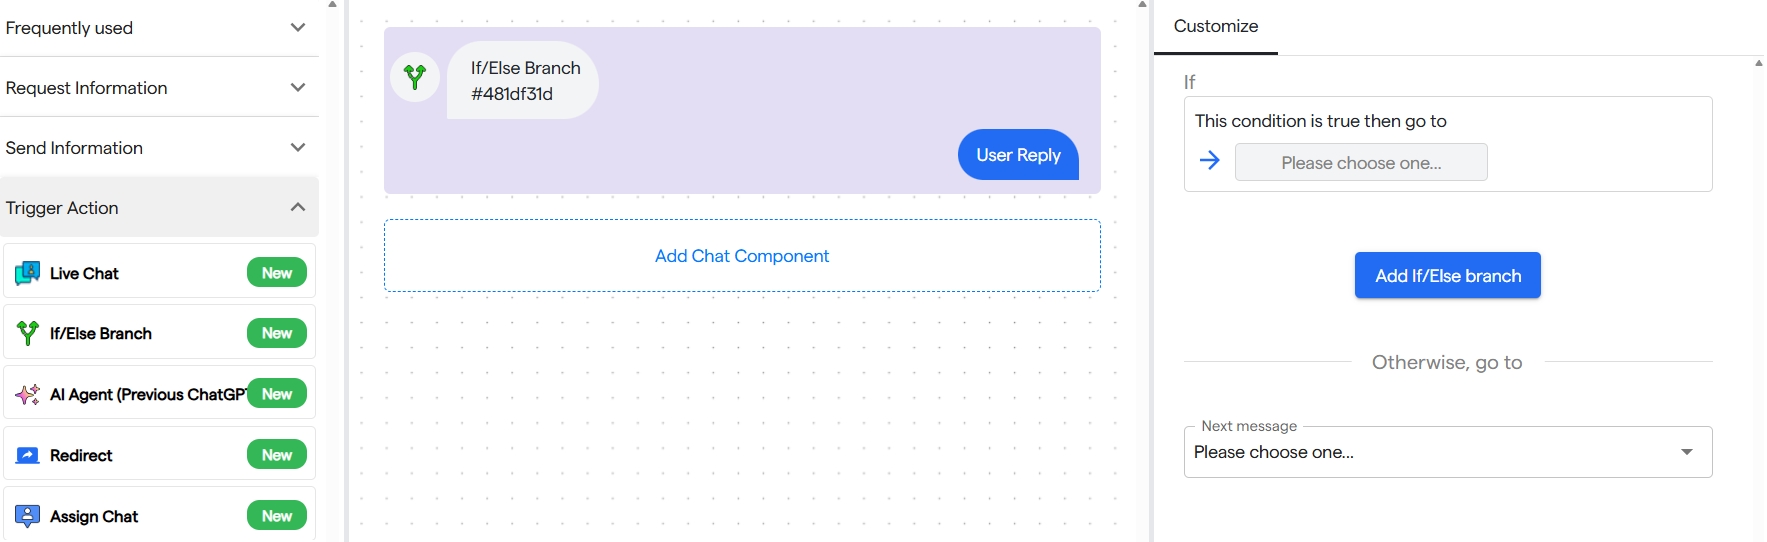 Frequently used
Request Information
Send Information
Trigger Action
Live Chat New
If/Else Branch New
AI Agent (Previous ChatGPT New
Redirect New
Assign Chat New
If/Else Branch
#481df31d
User Reply
Add Chat Component
Customize
If
This condition is true then go to
Please choose one...
Add If/Else branch
Otherwise, go to
Next message
Please choose one...